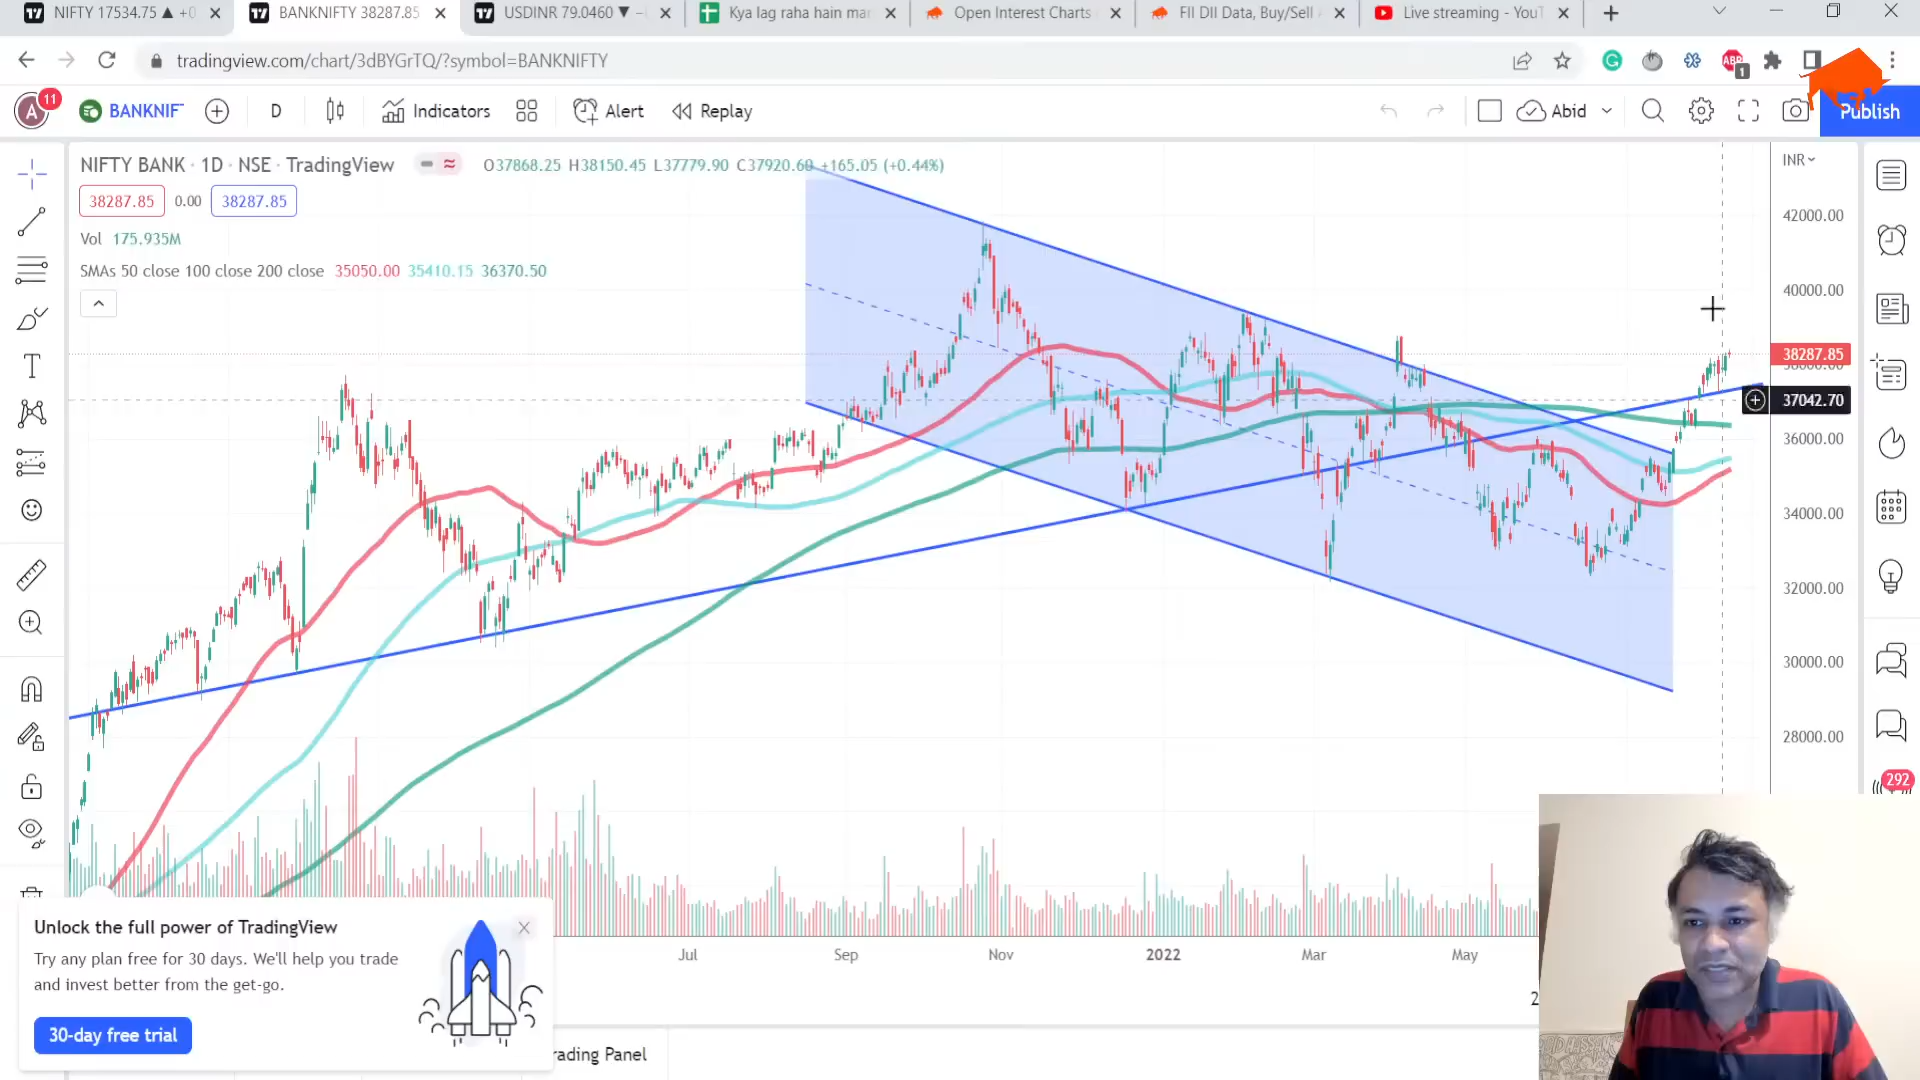 NIFTY 17534.75 ▲ +0
BANKNIFTY 38287.85
USDINR 79.0460 ▼ −
Kya lag raha hain mar
Open Interest Charts
FII DII Data, Buy/Sell
Live streaming - YouT
tradingview.com/chart/3dBYGrTQ/?symbol=BANKNIFTY
ABP
1
A
11
BANKNIF
D
Indicators
Alert
Replay
Abid
Publish
NIFTY BANK · 1D · NSE · TradingView
O37868.25 H38150.45 L37779.90 C37920.60 +165.05 (+0.44%)
INR
38287.85
0.00
38287.85
Vol 175.935M
SMAs 50 close 100 close 200 close 35050.00 35410.15 36370.50
42000.00
40000.00
38287.85
38000.00
37042.70
36000.00
34000.00
32000.00
30000.00
28000.00
292
Jul
Sep
Nov
2022
Mar
May
2
Unlock the full power of TradingView
Try any plan free for 30 days. We'll help you trade
and invest better from the get-go.
30-day free trial
rading Panel